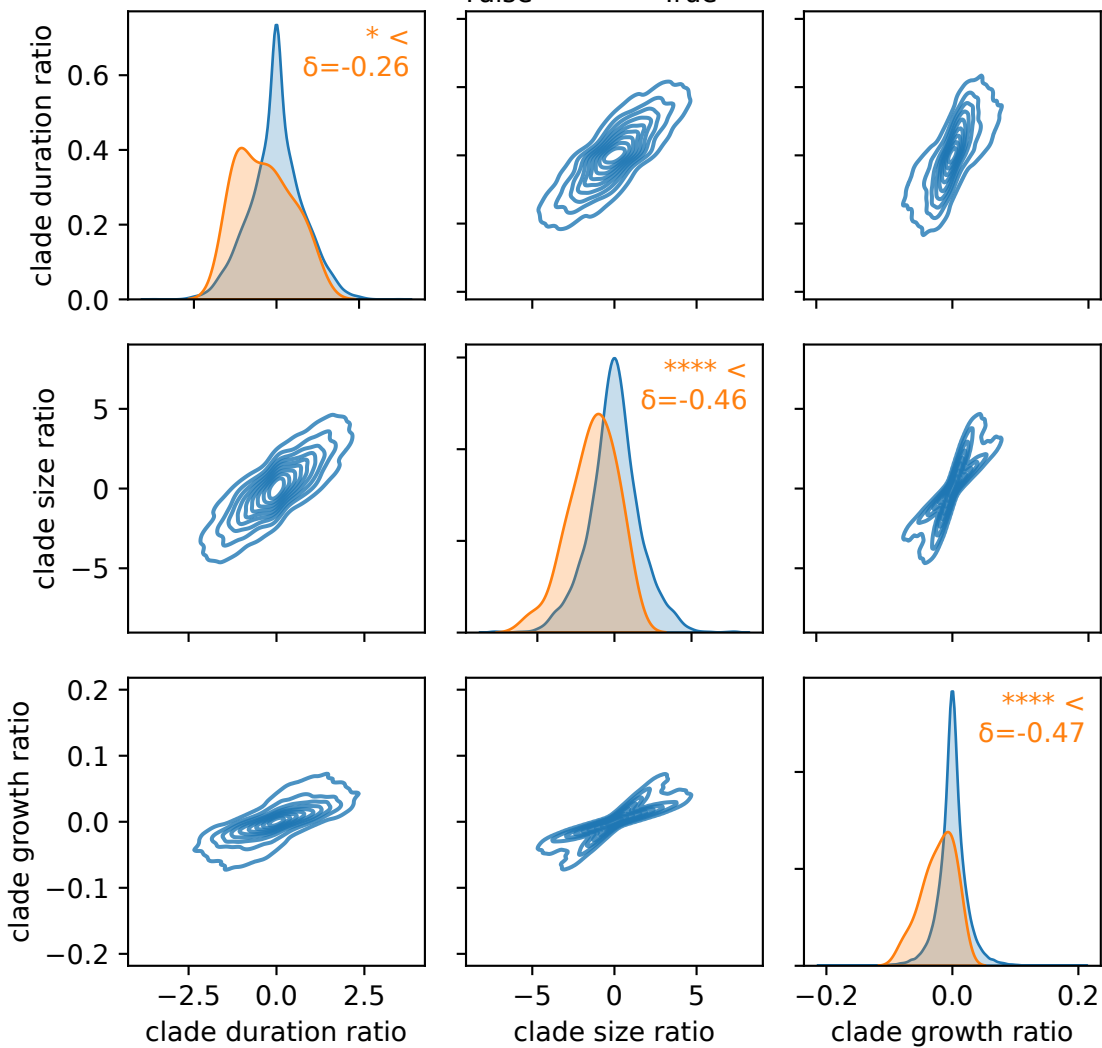 clade duration ratio
0.6
0.4
0.2
0.0
* <
δ=-0.26
clade size ratio
5
0
−5
**** <
δ=-0.46
clade growth ratio
0.2
0.1
0.0
−0.1
−0.2
**** <
δ=-0.47
−2.5 0.0 2.5
−5 0 5
−0.2 0.0 0.2
clade duration ratio
clade size ratio
clade growth ratio